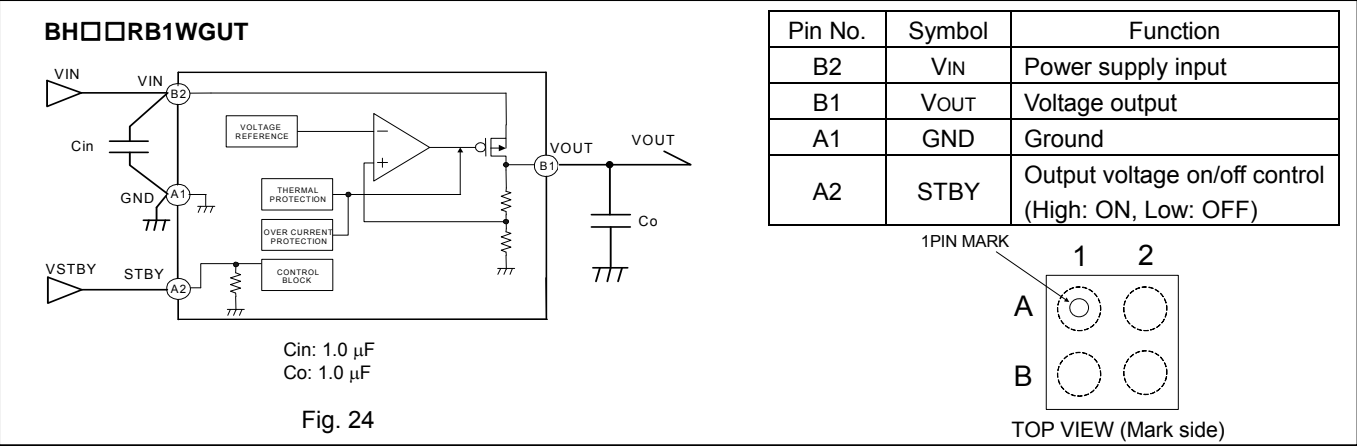 BH□□RB1WGUT
VIN
VIN
B2
Cin
GND
A1
VSTBY
STBY
A2
VOLTAGE
REFERENCE
THERMAL
PROTECTION
OVER CURRENT
PROTECTION
CONTROL
BLOCK
−
+
VOUT
B1
VOUT
Co
Cin: 1.0 μF
Co: 1.0 μF
Fig. 24
Pin No. Symbol Function
B2 VIN Power supply input
B1 VOUT Voltage output
A1 GND Ground
A2 STBY Output voltage on/off control
(High: ON, Low: OFF)
1PIN MARK
1 2
A
B
TOP VIEW (Mark side)